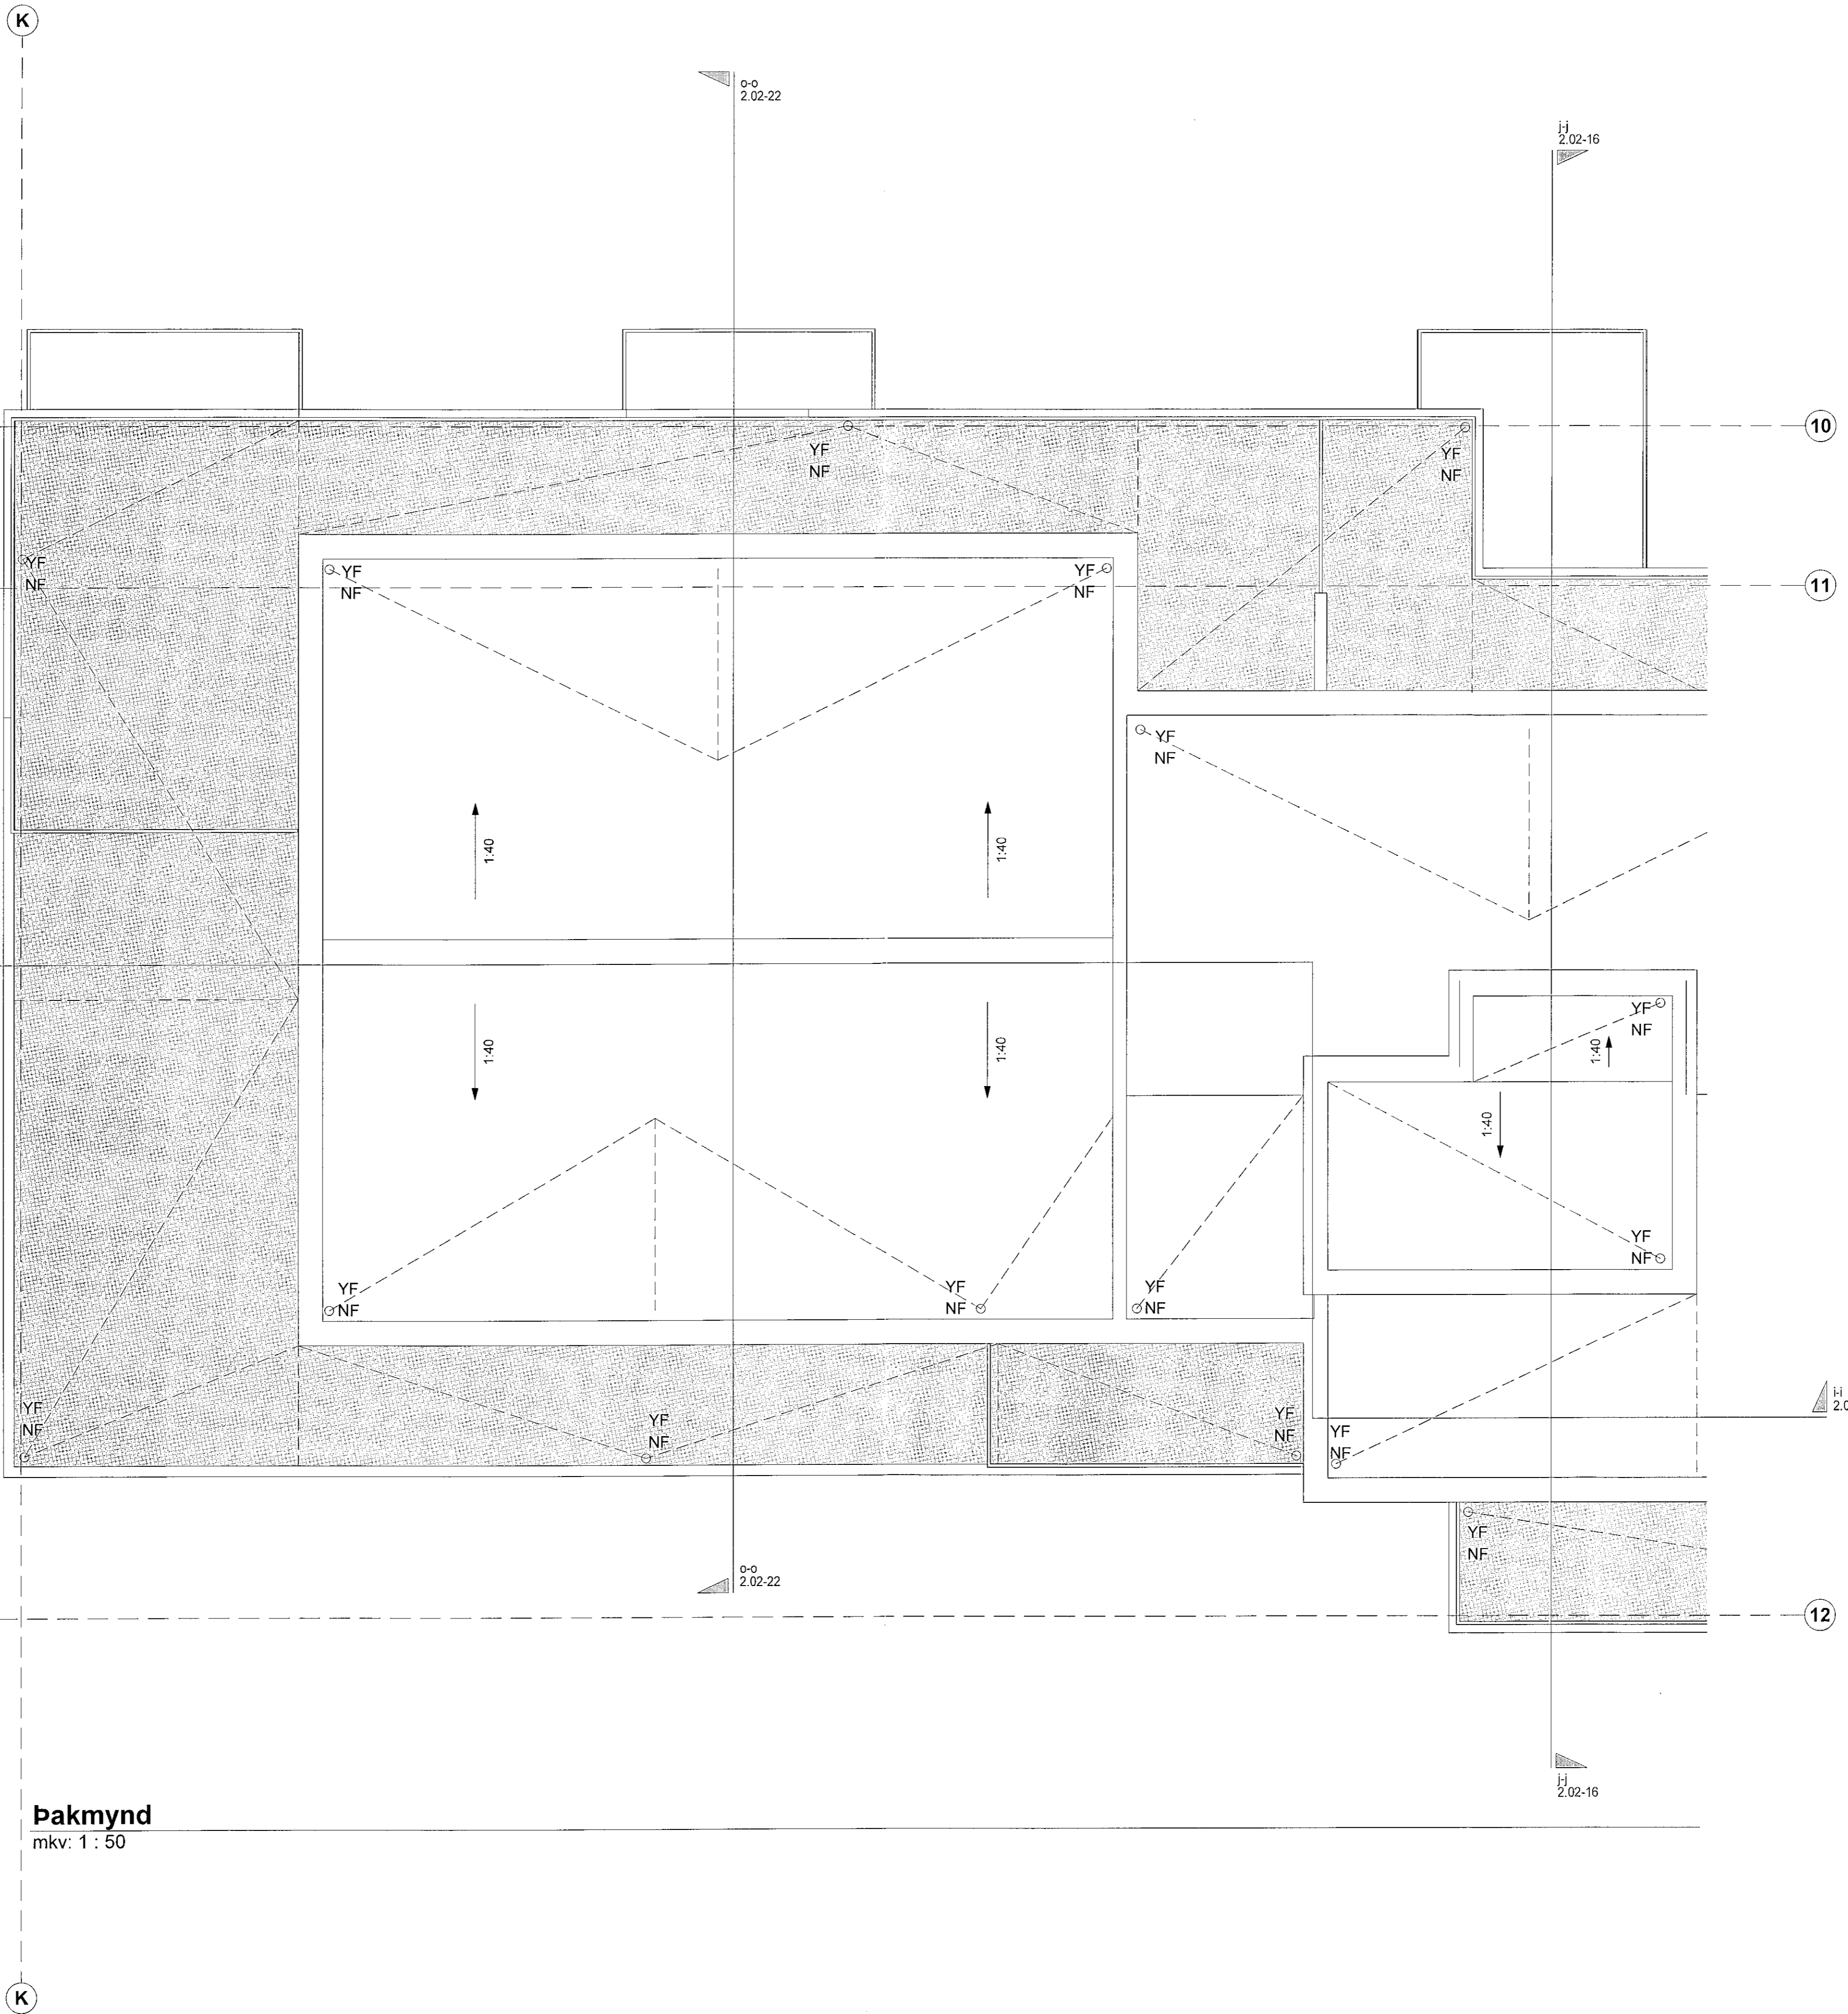 K
o-o
2.02-22
j-j
2.02-16
10
YF
NF
YF
NF
YF
NF
YF
NF
YF
NF
11
YF
NF
1:40
1:40
1:40
1:40
YF
NF
1:40
1:40
YF
NF
YF
NF
YF
NF
YF
NF
YF
NF
YF
NF
YF
NF
YF
NF
i-i
YF
NF
o-o
2.02-22
12
j-j
2.02-16
Þakmynd
mkv: 1 : 50
K